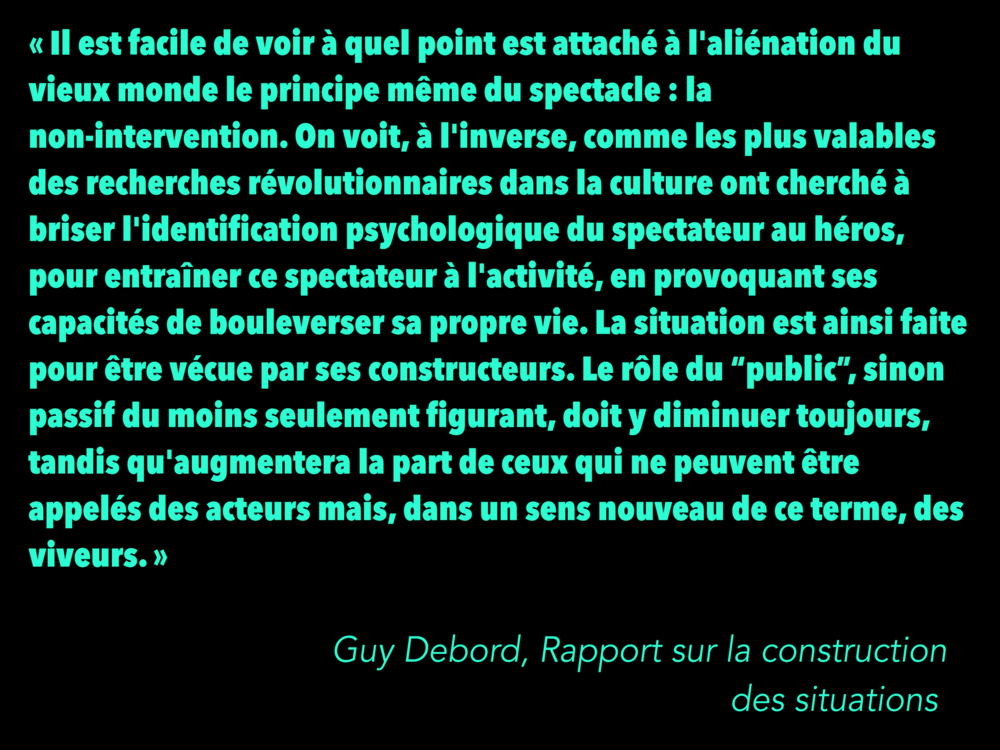 « Il est facile de voir à quel point est attaché à l'aliénation du
vieux monde le principe même du spectacle : la
non-intervention. On voit, à l'inverse, comme les plus valables
des recherches révolutionnaires dans la culture ont cherché à
briser l'identification psychologique du spectateur au héros,
pour entraîner ce spectateur à l'activité, en provoquant ses
capacités de bouleverser sa propre vie. La situation est ainsi faite
pour être vécue par ses constructeurs. Le rôle du “public”, sinon
passif du moins seulement figurant, doit y diminuer toujours,
tandis qu'augmentera la part de ceux qui ne peuvent être
appelés des acteurs mais, dans un sens nouveau de ce terme, des
viveurs. »
Guy Debord, Rapport sur la construction
des situations